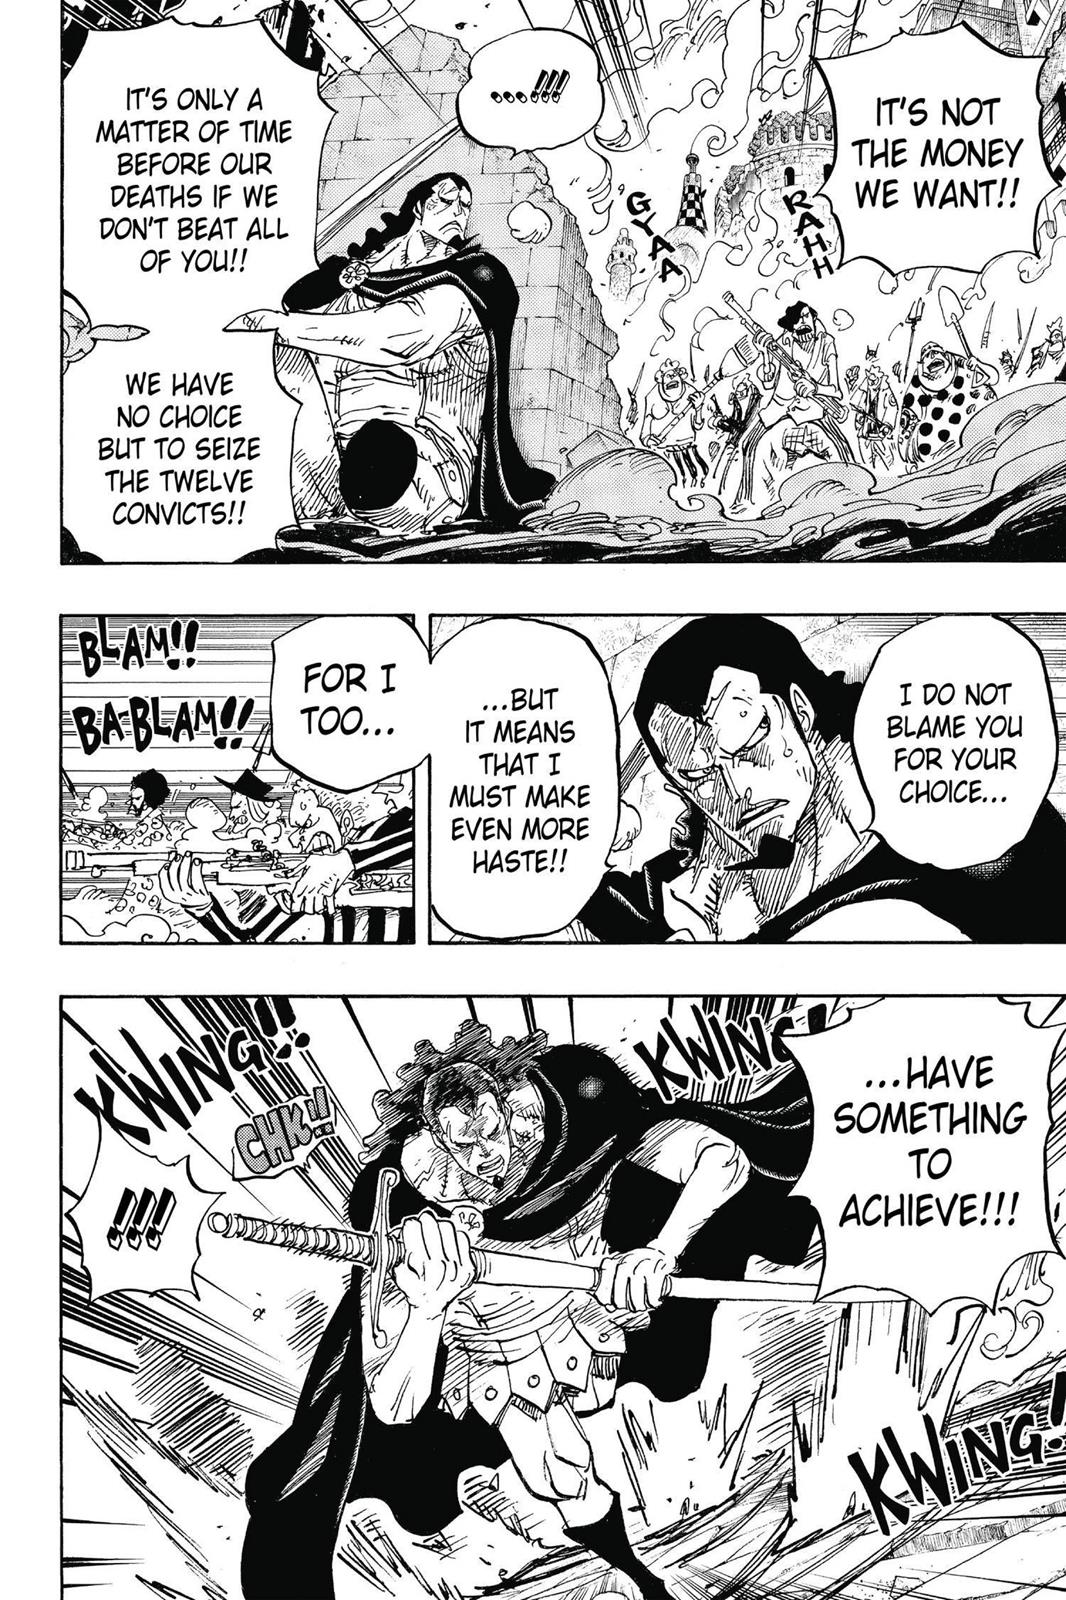 IT'S NOT
THE MONEY
WE WANT!!
RAHH
GYAA
...!!!
IT'S ONLY A
MATTER OF TIME
BEFORE OUR
DEATHS IF WE
DON'T BEAT ALL
OF YOU!!
WE HAVE
NO CHOICE
BUT TO SEIZE
THE TWELVE
CONVICTS!!
I DO NOT
BLAME YOU
FOR YOUR
CHOICE...
...BUT
IT MEANS
THAT I
MUST MAKE
EVEN MORE
HASTE!!
FOR I
TOO...
BLAM!!
BA-BLAM!!
...HAVE
SOMETHING
TO
ACHIEVE!!!
KWING
KWING!!
CHK!!
!!!
KWING!